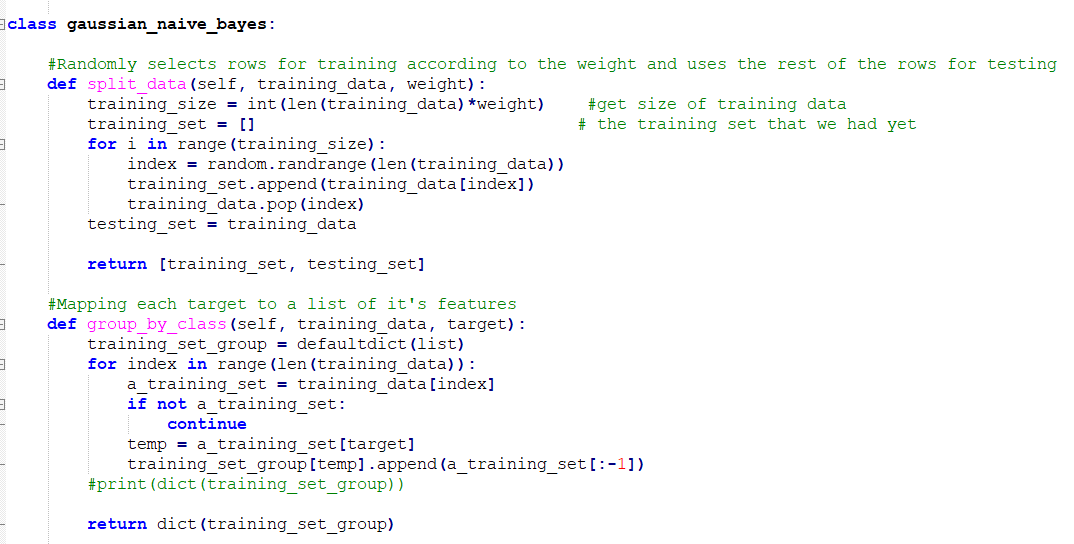 class gaussian_naive_bayes:
#Randomly selects rows for training according to the weight and uses the rest of the rows for testing
def split_data(self, training_data, weight):
training_size = int(len(training_data)*weight)    #get size of training data
training_set = []    # the training set that we had yet
for i in range(training_size):
index = random.randrange(len(training_data))
training_set.append(training_data[index])
training_data.pop(index)
testing_set = training_data
return [training_set, testing_set]
#Mapping each target to a list of it's features
def group_by_class(self, training_data, target):
training_set_group = defaultdict(list)
for index in range(len(training_data)):
a_training_set = training_data[index]
if not a_training_set:
continue
temp = a_training_set[target]
training_set_group[temp].append(a_training_set[:-1])
#print(dict(training_set_group))
return dict(training_set_group)